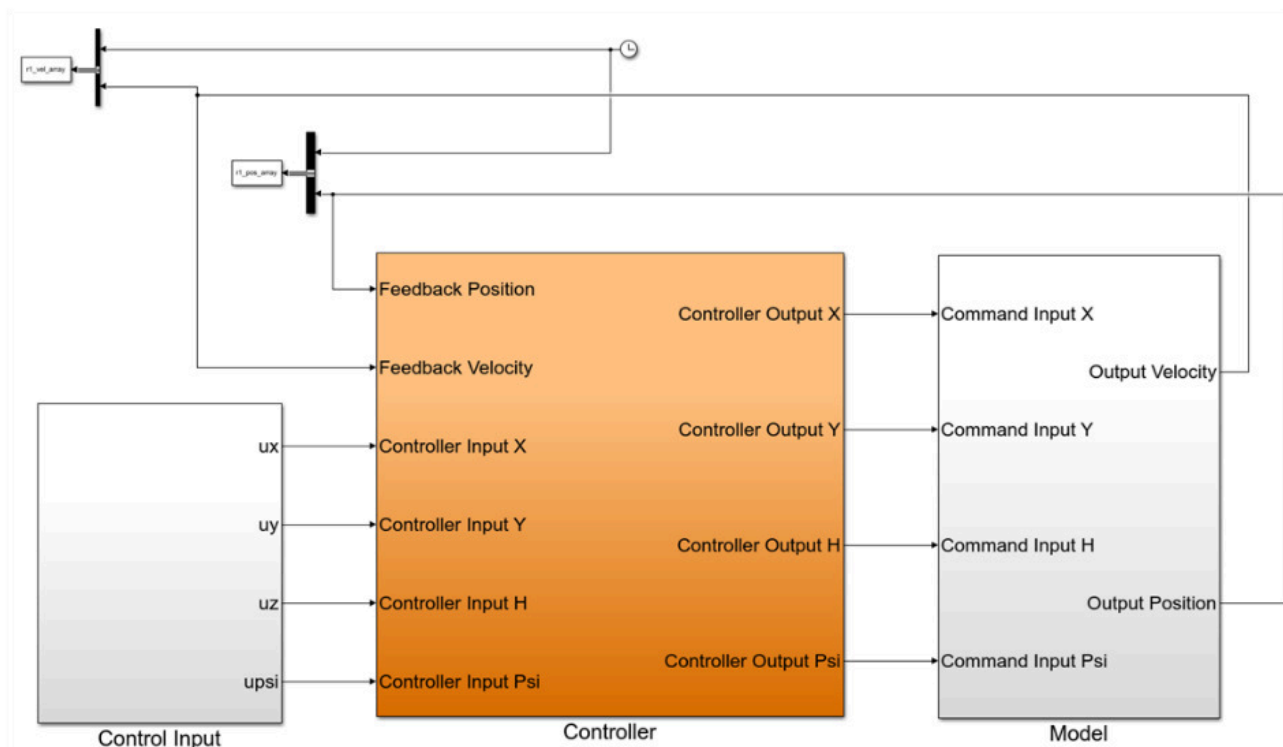 r1_vel_array
r1_pos_array
Feedback Position
Feedback Velocity
Controller Input X
Controller Input Y
Controller Input H
Controller Input Psi
Controller Output X
Controller Output Y
Controller Output H
Controller Output Psi
Command Input X
Command Input Y
Command Input H
Command Input Psi
Output Velocity
Output Position
ux
uy
uz
upsi
Control Input
Controller
Model